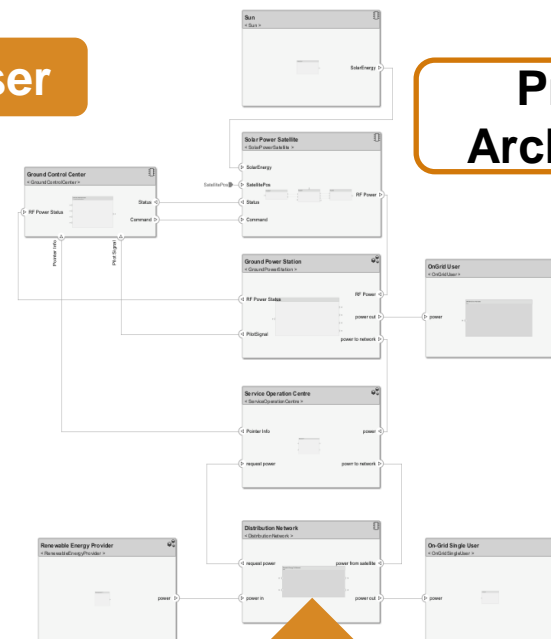 ser
P
Arch
Sun
< Sun >
SolarEnergy
Solar Power Satellite
< SolarPowerSatellite >
SolarEnergy
SatellitePos
SatellitePos
RF Power
Status
Command
Ground Control Center
< GroundControlCenter >
Status
RF Power Status
Command
Pointer Info
Pilot Signal
Ground Power Station
< GroundPowerStation >
RF Power
RF Power Status
power out
PilotSignal
power to network
OnGrid User
< OnGridUser >
power
Service Operation Centre
< ServiceOperationCentre >
Pointer Info
power
request power
powr to network
Distribution Network
< Distribution Network >
request power
power from satellite
power in
power out
Renewable Energy Provider
< RenewableEnergyProvider >
power
On-Grid Single User
< OnGridSingleUser >
power